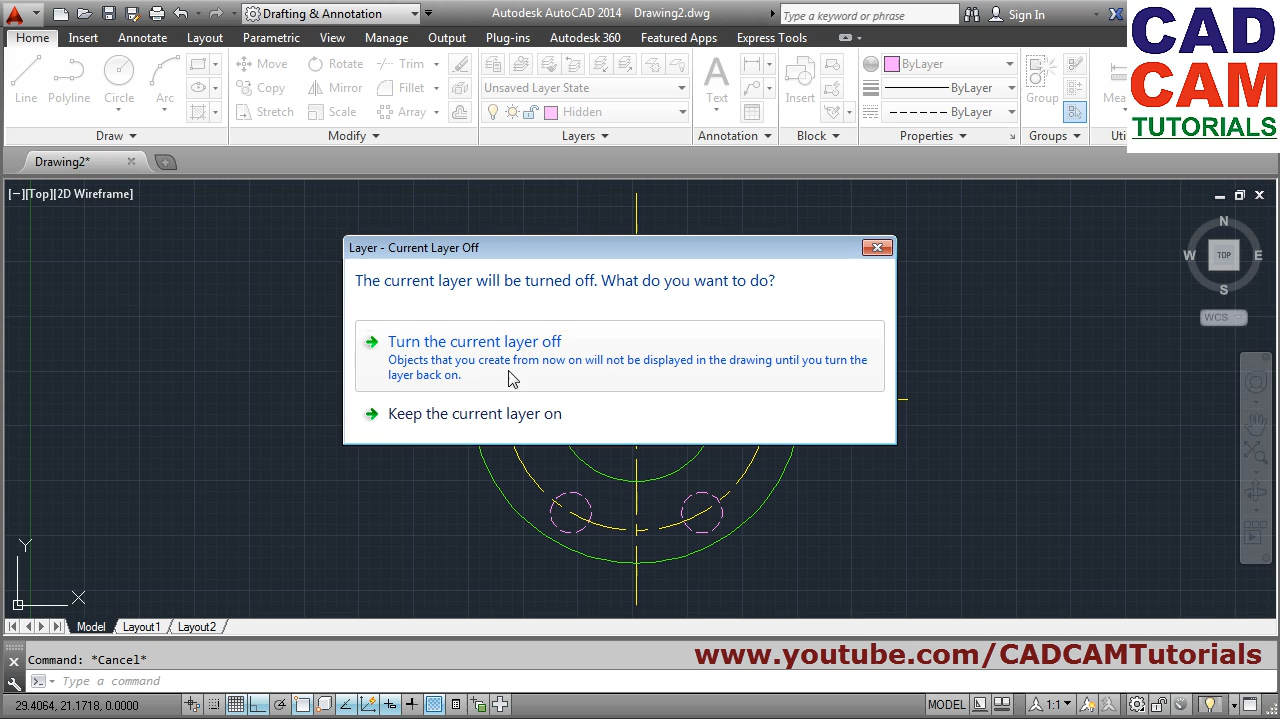 Drafting & Annotation
Autodesk AutoCAD 2014 Drawing2.dwg
Type a keyword or phrase
Sign In
CAD
CAM
TUTORIALS
Home Insert Annotate Layout Parametric View Manage Output Plug-ins Autodesk 360 Featured Apps Express Tools
Line Polyline Circle Arc
Move Rotate Trim
Copy Mirror Fillet
Stretch Scale Array
Unsaved Layer State
Hidden
Text
Insert
ByLayer
ByLayer
ByLayer
Group
Draw Modify Layers Annotation Block Properties Groups
Drawing2*
[−][Top][2D Wireframe]
N
W TOP E
S
WCS
Layer - Current Layer Off
The current layer will be turned off. What do you want to do?
Turn the current layer off
Objects that you create from now on will not be displayed in the drawing until you turn the
layer back on.
Keep the current layer on
Y
X
Model Layout1 Layout2
Command: *Cancel*
www.youtube.com/CADCAMTutorials
Type a command
29.4064, 21.1718, 0.0000
MODEL
1:1